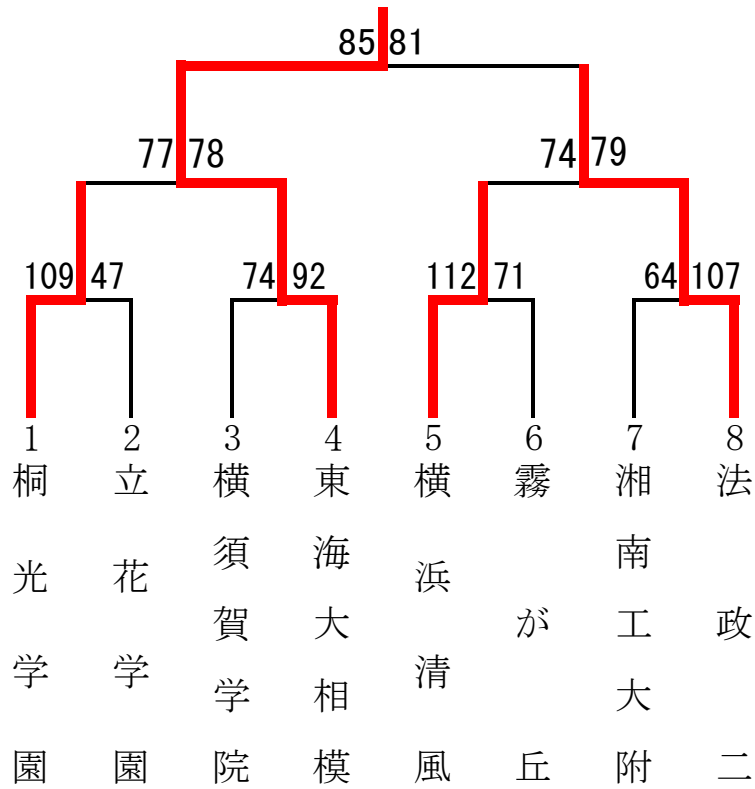 85 81
77 78
74 79
109 47
74 92
112 71
64 107
1 2 3 4 5 6 7 8
桐光学園
立花学園
横須賀学院
東海大相模
横浜清風
霧が丘
湘南工大附
法政二